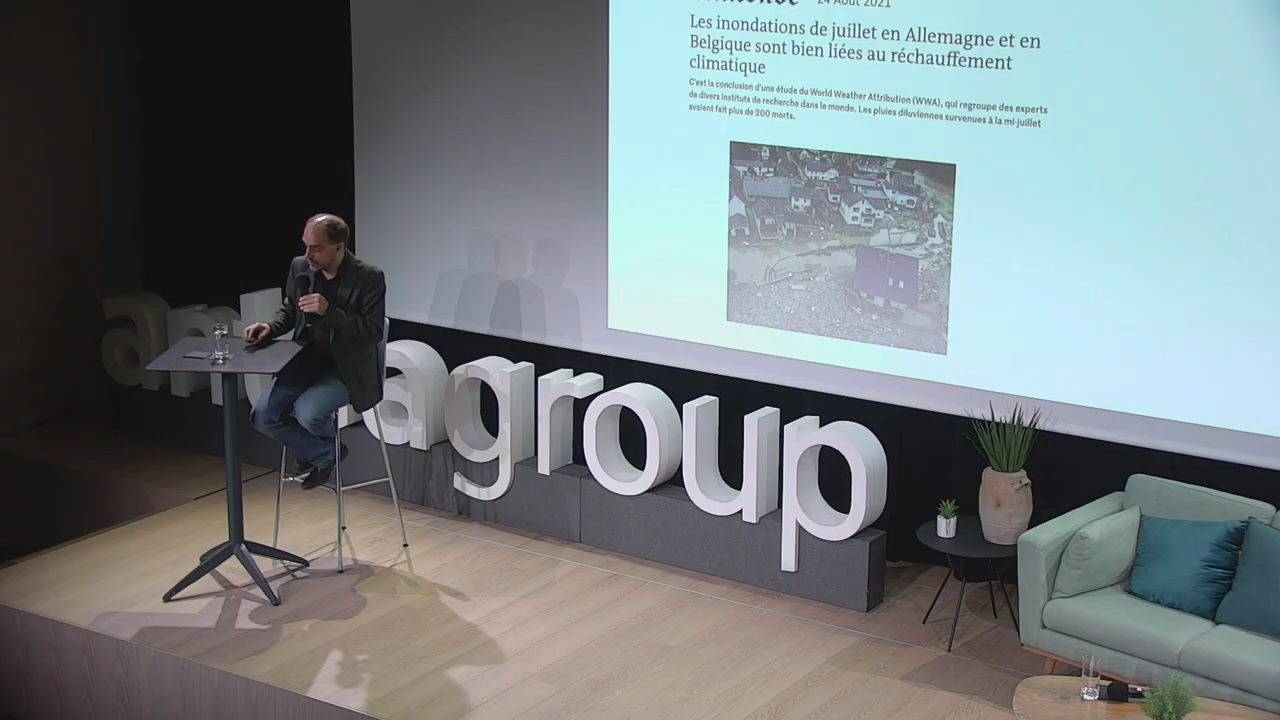 24 Août 2021
Les inondations de juillet en Allemagne et en
Belgique sont bien liées au réchauffement
climatique
C'est la conclusion d'une étude du World Weather Attribution (WWA), qui regroupe des experts
de divers instituts de recherche dans le monde. Les pluies diluviennes survenues à la mi-juillet
avaient fait plus de 200 morts.
group